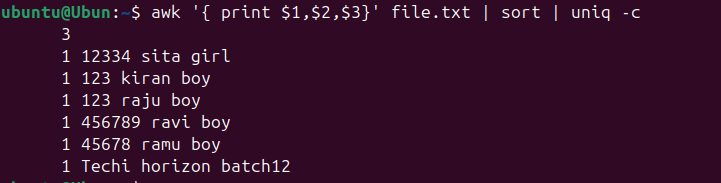 ubuntu@Ubun:~$ awk '{ print $1,$2,$3}' file.txt | sort | uniq -c
3
1 12334 sita girl
1 123 kiran boy
1 123 raju boy
1 456789 ravi boy
1 45678 ramu boy
1 Techi horizon batch12